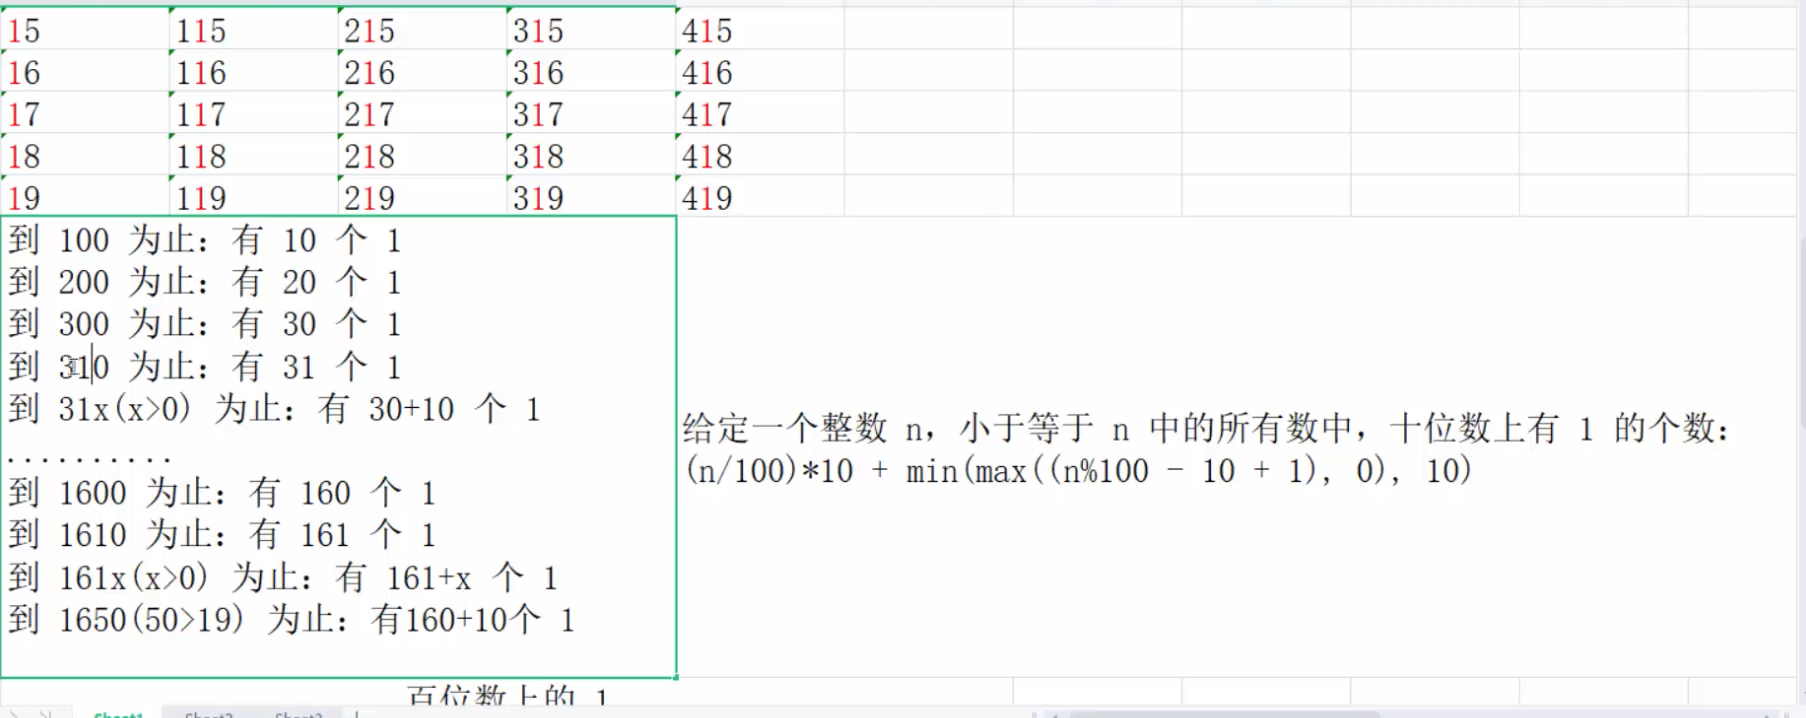 15 115 215 315 415
16 116 216 316 416
17 117 217 317 417
18 118 218 318 418
19 119 219 319 419
到 100 为止：有 10 个 1
到 200 为止：有 20 个 1
到 300 为止：有 30 个 1
到 310 为止：有 31 个 1
到 31x(x>0) 为止：有 30+10 个 1
..........
到 1600 为止：有 160 个 1
到 1610 为止：有 161 个 1
到 161x(x>0) 为止：有 161+x 个 1
到 1650(50>19) 为止：有160+10个 1
给定一个整数 n，小于等于 n 中的所有数中，十位数上有 1 的个数：
(n/100)*10 + min(max((n%100 - 10 + 1), 0), 10)
百位数上的 1
Sheet1 Sheet2 Sheet3